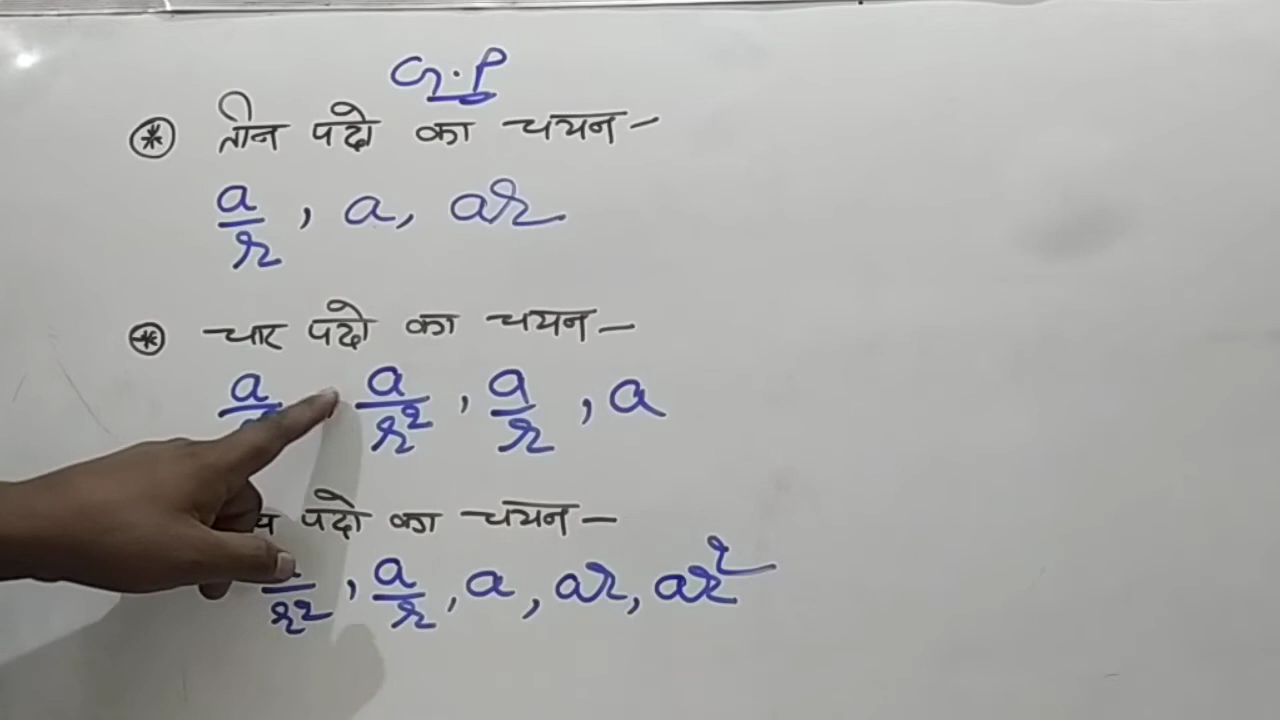 G.P
* तीन पदो का चयन-
a/r, a, ar
* चार पदो का चयन-
a/r², a/r, a
पदो का चयन-
/r², a/r, a, ar, ar²